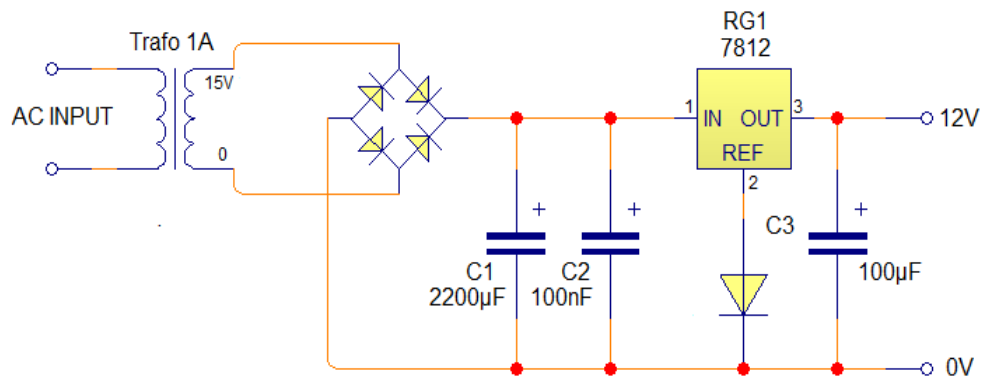 RG1
7812
Trafo 1A
15V
AC INPUT
0
1
IN OUT
3
12V
REF
2
+
+
+
C1
2200µF
C2
100nF
C3
100µF
0V